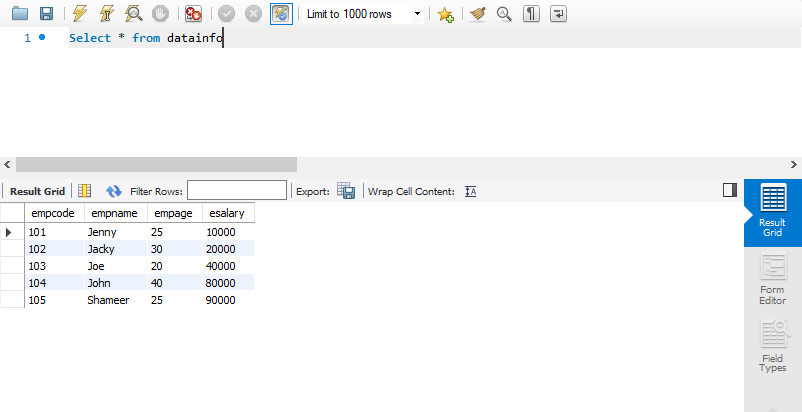 Limit to 1000 rows
1 Select * from datainfo
Result Grid Filter Rows: Export: Wrap Cell Content:
empcode empname empage esalary
101 Jenny 25 10000
102 Jacky 30 20000
103 Joe 20 40000
104 John 40 80000
105 Shameer 25 90000
Result
Grid
Form
Editor
Field
Types